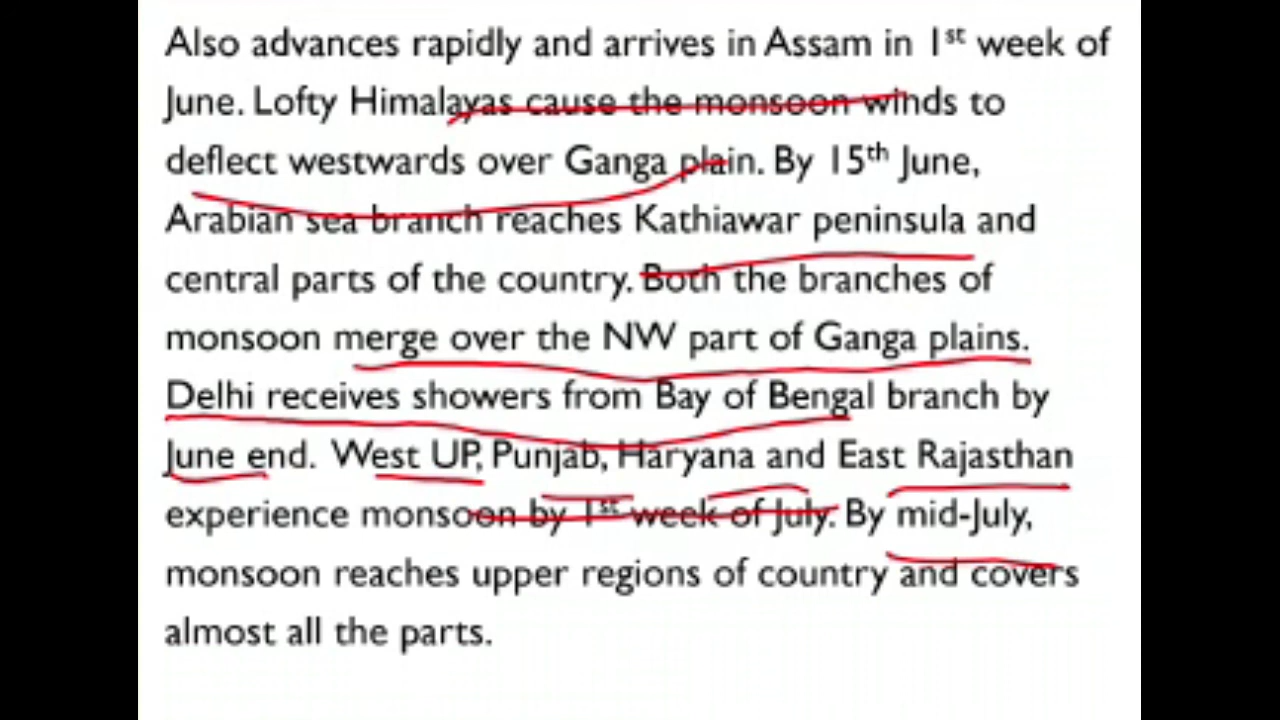 Also advances rapidly and arrives in Assam in 1st week of
June. Lofty Himalayas cause the monsoon winds to
deflect westwards over Ganga plain. By 15th June,
Arabian sea branch reaches Kathiawar peninsula and
central parts of the country. Both the branches of
monsoon merge over the NW part of Ganga plains.
Delhi receives showers from Bay of Bengal branch by
June end. West UP, Punjab, Haryana and East Rajasthan
experience monsoon by 1st week of July. By mid-July,
monsoon reaches upper regions of country and covers
almost all the parts.